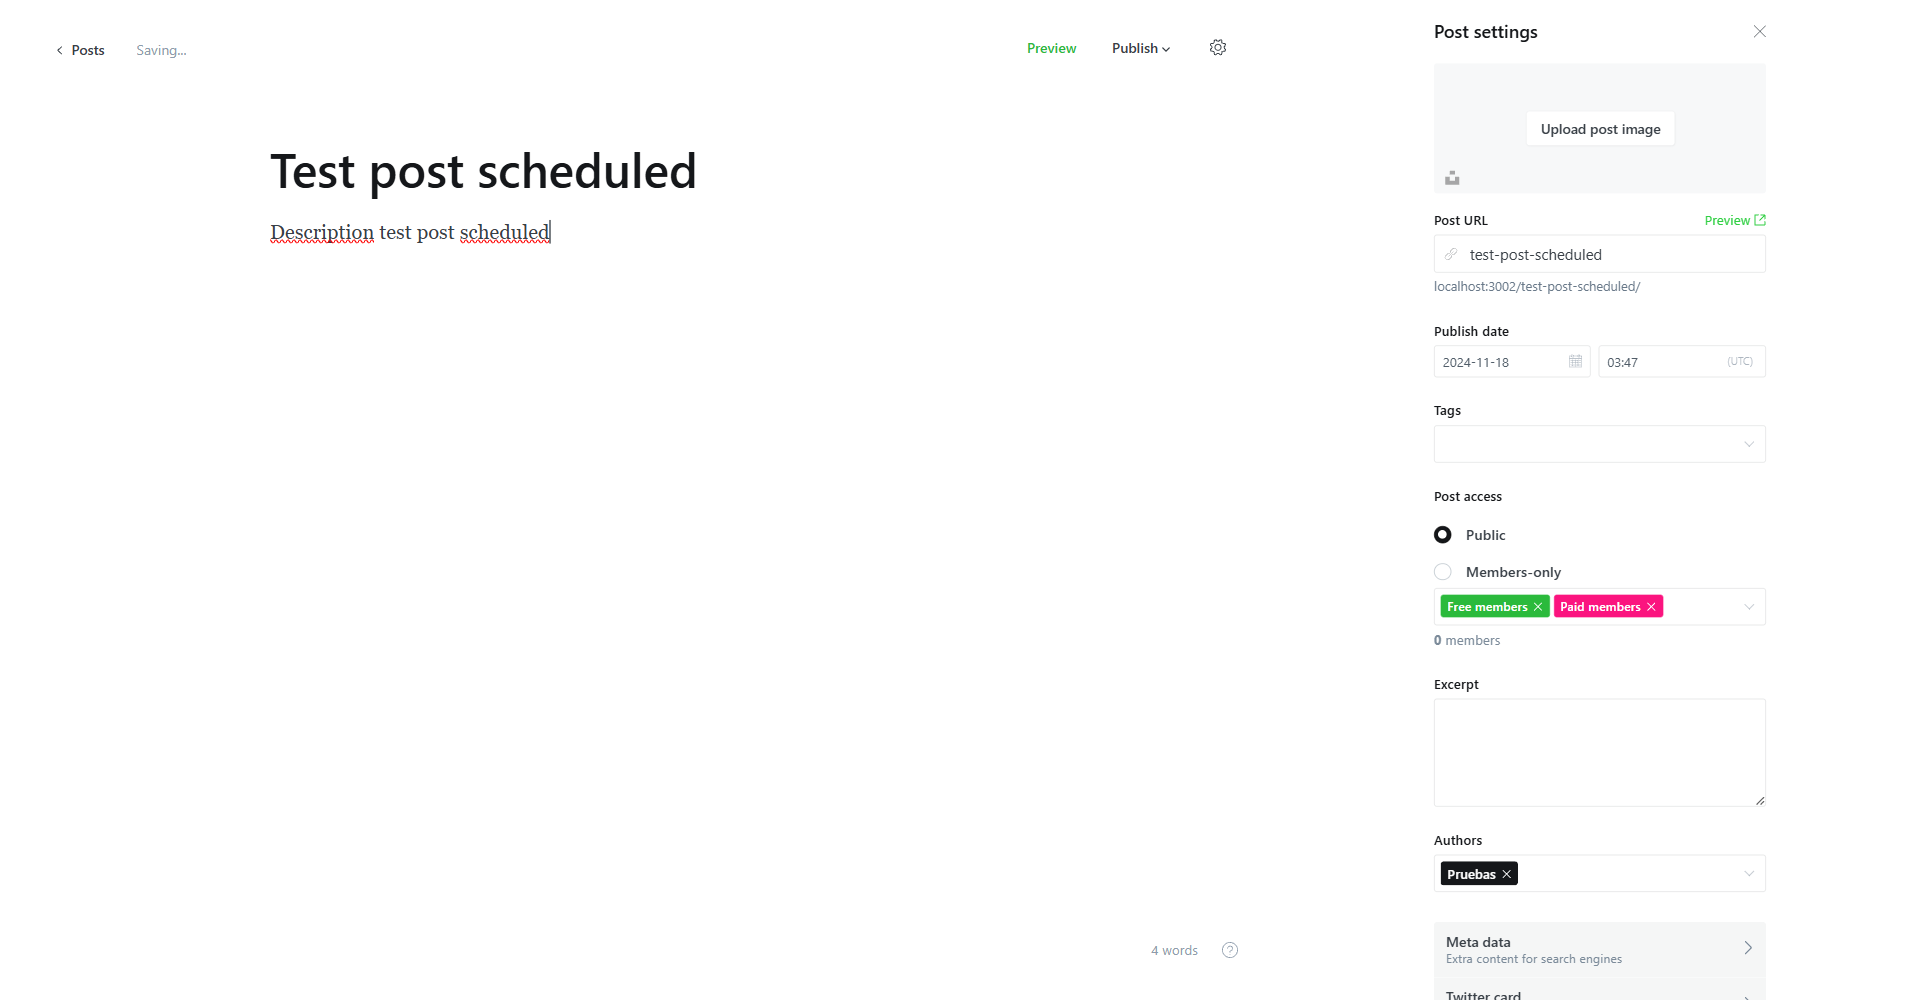 Posts
Saving...
Preview
Publish
Test post scheduled
Description test post scheduled
4 words
Post settings
Upload post image
Post URL
Preview
test-post-scheduled
localhost:3002/test-post-scheduled/
Publish date
2024-11-18
03:47
(UTC)
Tags
Post access
Public
Members-only
Free members
Paid members
0 members
Excerpt
Authors
Pruebas
Meta data
Extra content for search engines
Twitter card